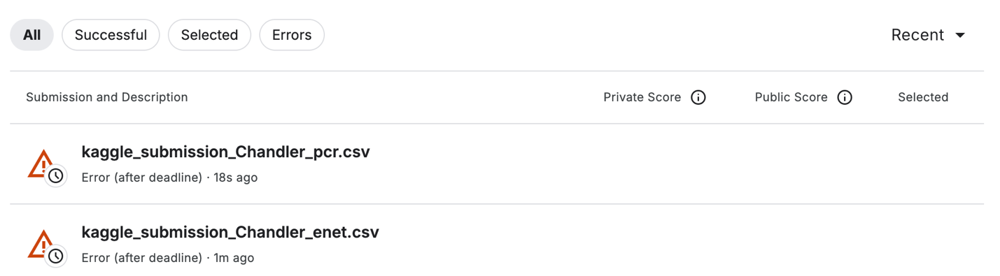 All Successful Selected Errors Recent
Submission and Description Private Score Public Score Selected
kaggle_submission_Chandler_pcr.csv
Error (after deadline) · 18s ago
kaggle_submission_Chandler_enet.csv
Error (after deadline) · 1m ago